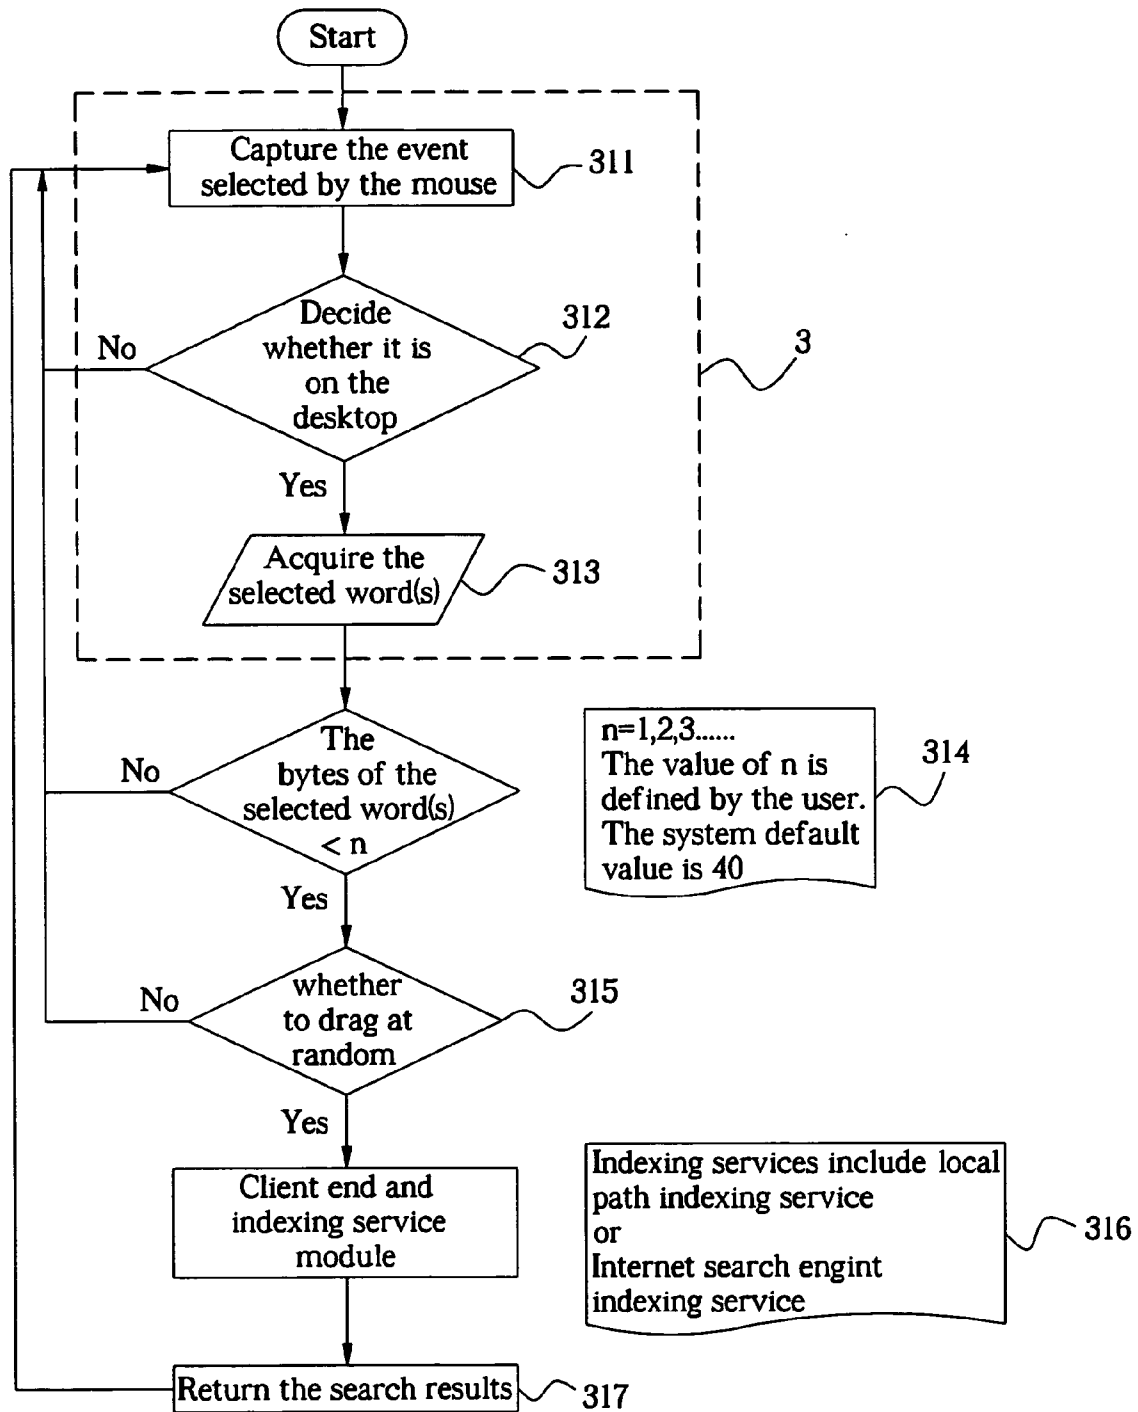 Start
Capture the event
selected by the mouse
311
Decide
whether it is
on the
desktop
312
No
3
Yes
Acquire the
selected word(s)
313
The
bytes of the
selected word(s)
< n
No
n=1,2,3......
The value of n is
defined by the user.
The system default
value is 40
314
Yes
whether
to drag at
random
No
315
Yes
Client end and
indexing service
module
Indexing services include local
path indexing service
or
Internet search engint
indexing service
316
Return the search results
317